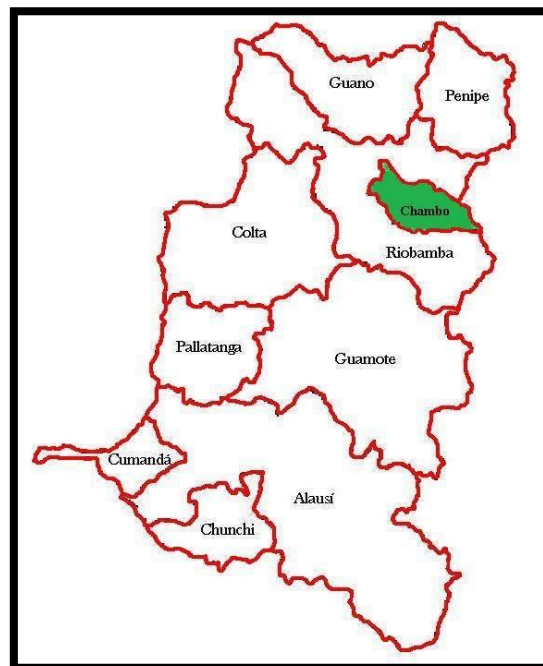 Guano
Penipe
Chambo
Colta
Riobamba
Pallatanga
Guamote
Cumandá
Alausí
Chunchi